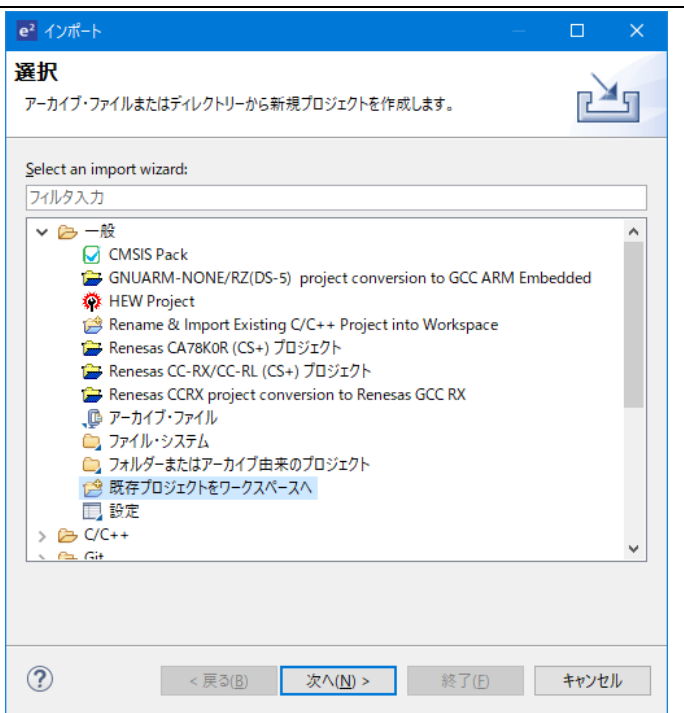 e² インポート
選択
アーカイブ・ファイルまたはディレクトリーから新規プロジェクトを作成します。
Select an import wizard:
フィルタ入力
一般
CMSIS Pack
GNUARM-NONE/RZ(DS-5) project conversion to GCC ARM Embedded
HEW Project
Rename & Import Existing C/C++ Project into Workspace
Renesas CA78K0R (CS+) プロジェクト
Renesas CC-RX/CC-RL (CS+) プロジェクト
Renesas CCRX project conversion to Renesas GCC RX
アーカイブ・ファイル
ファイル・システム
フォルダーまたはアーカイブ由来のプロジェクト
既存プロジェクトをワークスペースへ
設定
C/C++
Git
< 戻る(B) 次へ(N) > 終了(F) キャンセル